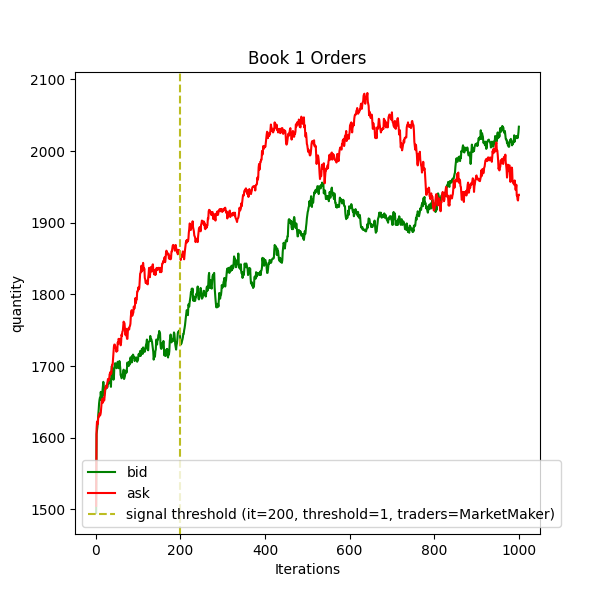 Book 1 Orders
2100
2000
1900
1800
1700
1600
1500
quantity
bid
ask
signal threshold (it=200, threshold=1, traders=MarketMaker)
0
200
400
600
800
1000
Iterations